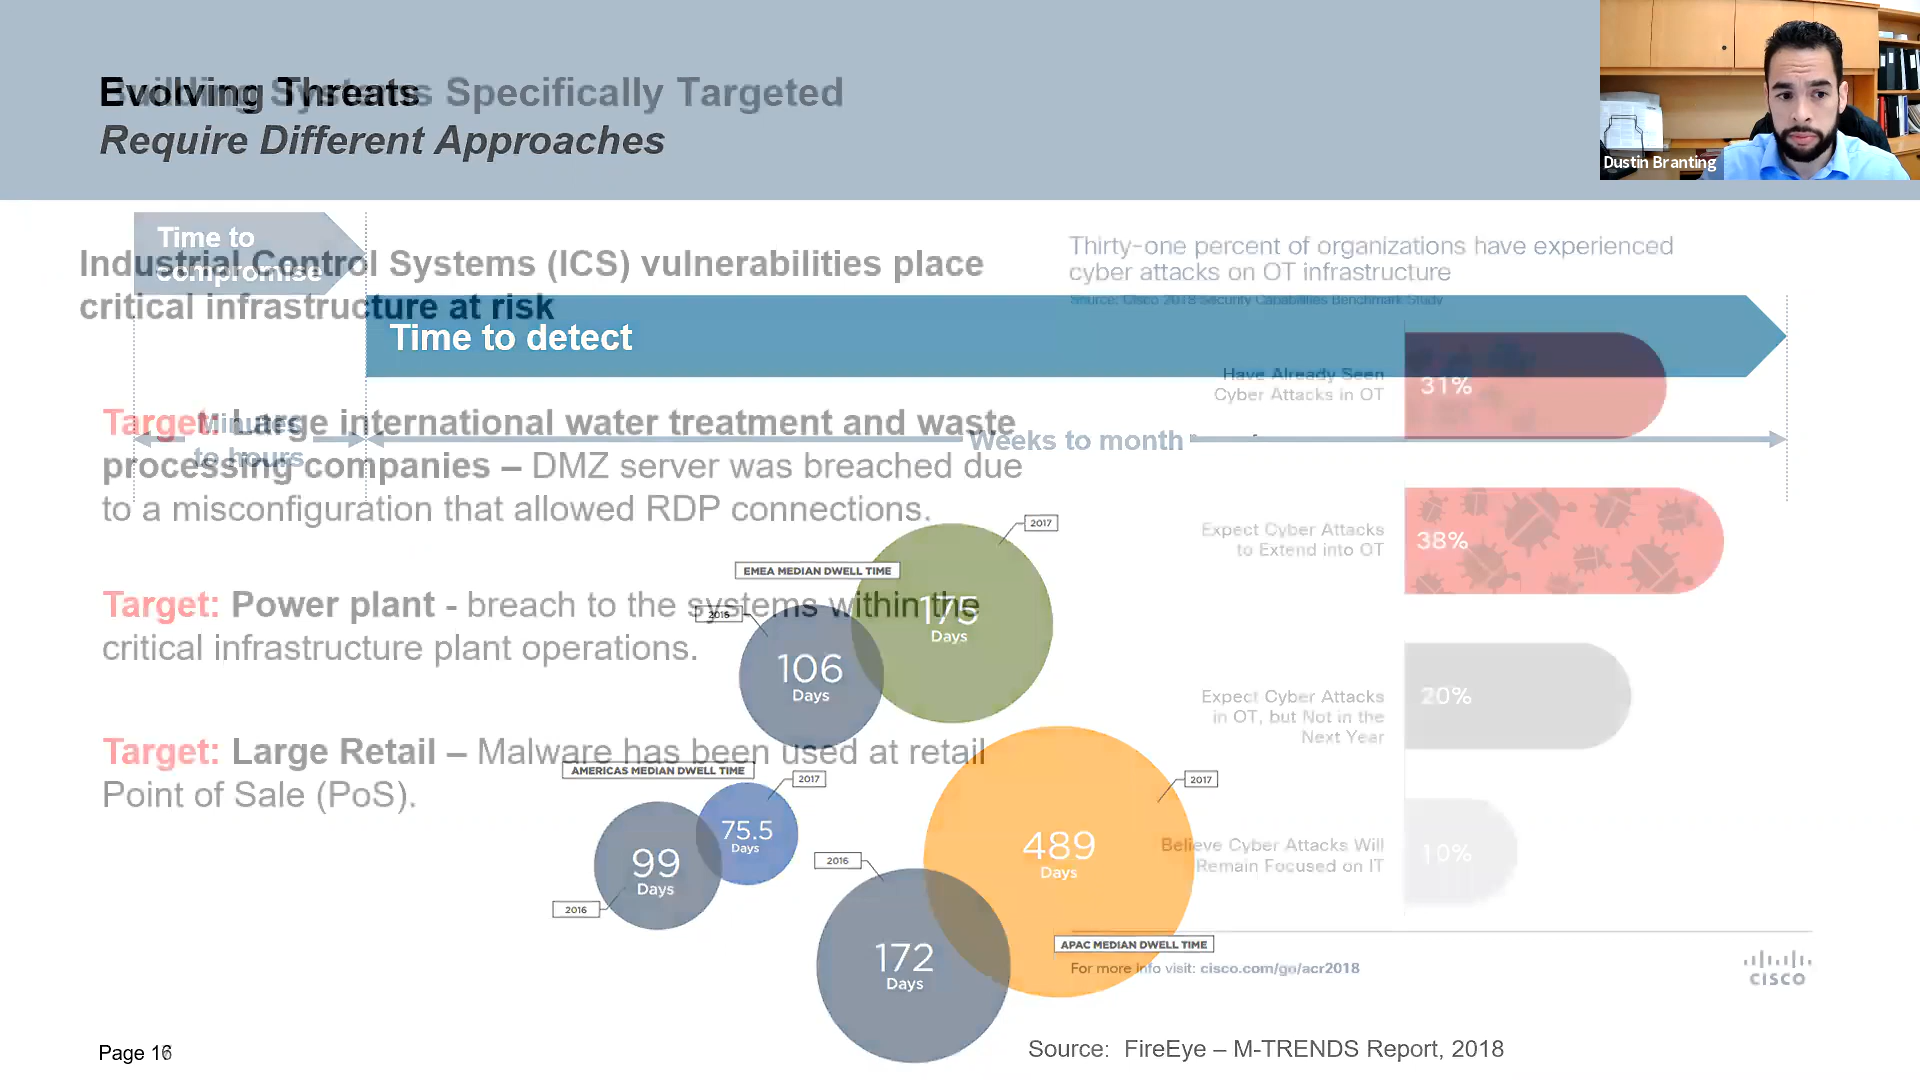 Evolving Threats
Building Systems Specifically Targeted
Require Different Approaches
Dustin Branting
Time to
compromise
Industrial Control Systems (ICS) vulnerabilities place
critical infrastructure at risk
Thirty-one percent of organizations have experienced
cyber attacks on OT infrastructure
Source: Cisco 2018 Security Capabilities Benchmark Study
Time to detect
Have Already Seen
Cyber Attacks in OT
31%
Minutes
to hours
Weeks to month
Target: Large international water treatment and waste
processing companies – DMZ server was breached due
to a misconfiguration that allowed RDP connections.
Expect Cyber Attacks
to Extend into OT
38%
2017
EMEA MEDIAN DWELL TIME
175
Days
2016
106
Days
Target: Power plant - breach to the systems within the
critical infrastructure plant operations.
Expect Cyber Attacks
in OT, but Not in the
Next Year
20%
Target: Large Retail – Malware has been used at retail
Point of Sale (PoS).
AMERICAS MEDIAN DWELL TIME
2017
75.5
Days
99
Days
2016
2017
489
Days
2016
172
Days
APAC MEDIAN DWELL TIME
Believe Cyber Attacks Will
Remain Focused on IT
10%
For more info visit: cisco.com/go/acr2018
CISCO
Page 16
Source: FireEye – M-TRENDS Report, 2018